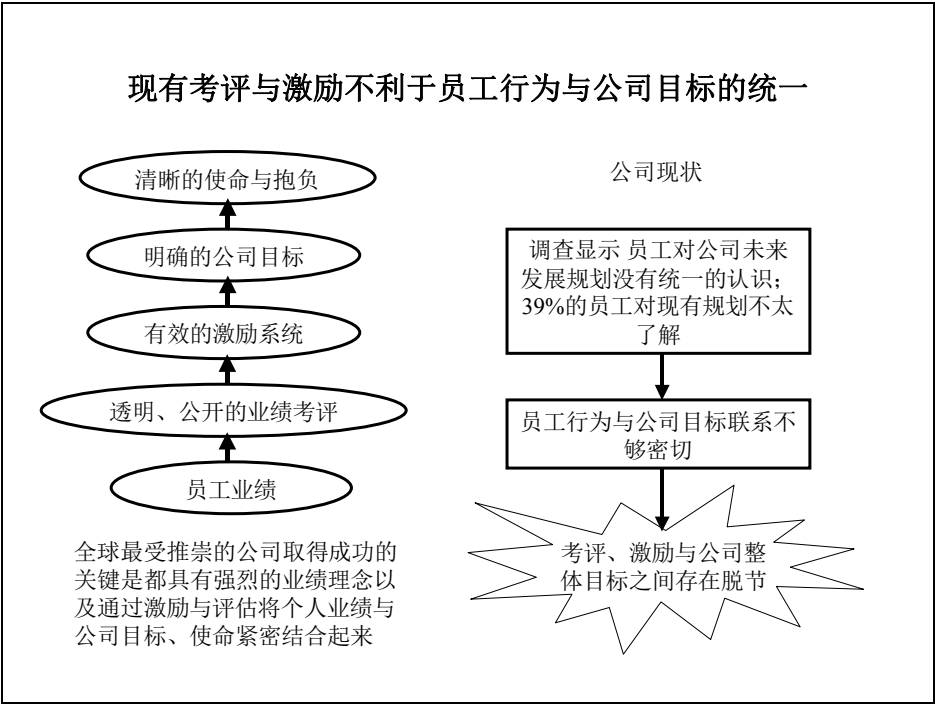 现有考评与激励不利于员工行为与公司目标的统一
清晰的使命与抱负
明确的公司目标
有效的激励系统
透明、公开的业绩考评
员工业绩
全球最受推崇的公司取得成功的
关键是都具有强烈的业绩理念以
及通过激励与评估将个人业绩与
公司目标、使命紧密结合起来
公司现状
调查显示 员工对公司未来
发展规划没有统一的认识；
39%的员工对现有规划不太
了解
员工行为与公司目标联系不
够密切
考评、激励与公司整
体目标之间存在脱节